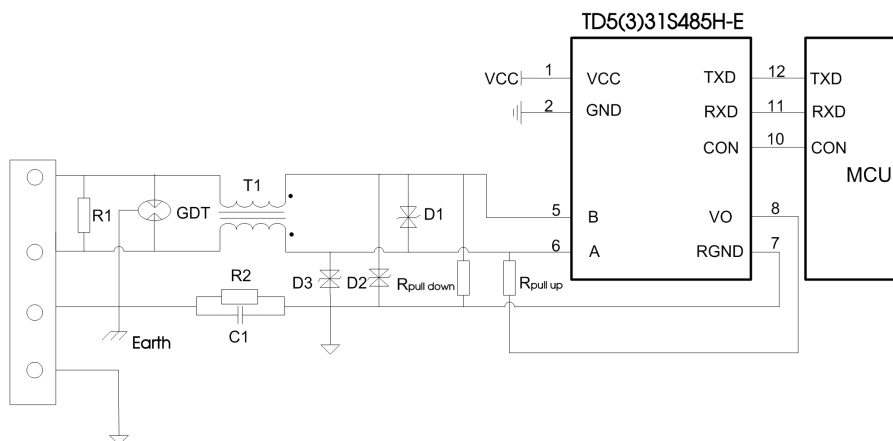 TD5(3)31S485H-E
VCC 1 VCC TXD 12 TXD
2 GND RXD 11 RXD
CON 10 CON
MCU
T1
R1 GDT D1 5 B VO 8
6 A RGND 7
R2 D3 D2 Rpull down Rpull up
C1
Earth